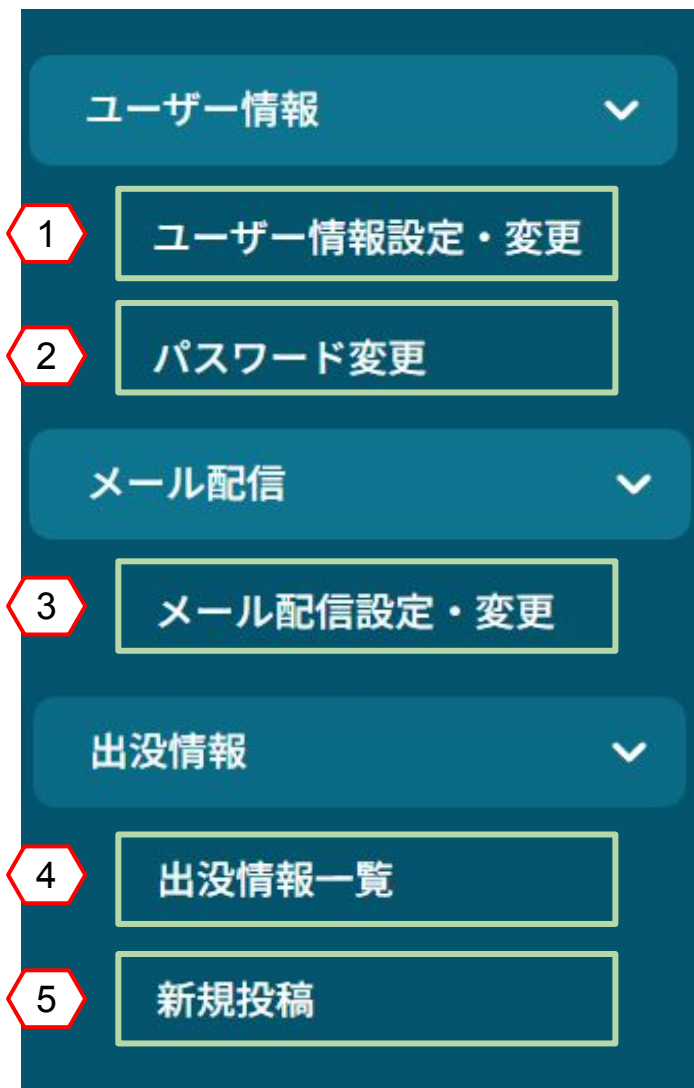 ユーザー情報
1
ユーザー情報設定・変更
2
パスワード変更
メール配信
3
メール配信設定・変更
出没情報
4
出没情報一覧
5
新規投稿